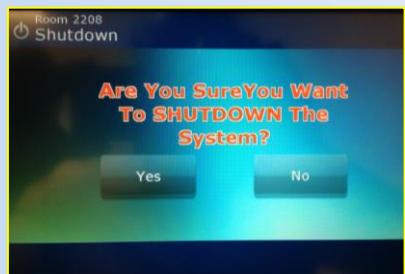 Room 2208
Shutdown
Are You SureYou Want
To SHUTDOWN The
System?
Yes
No